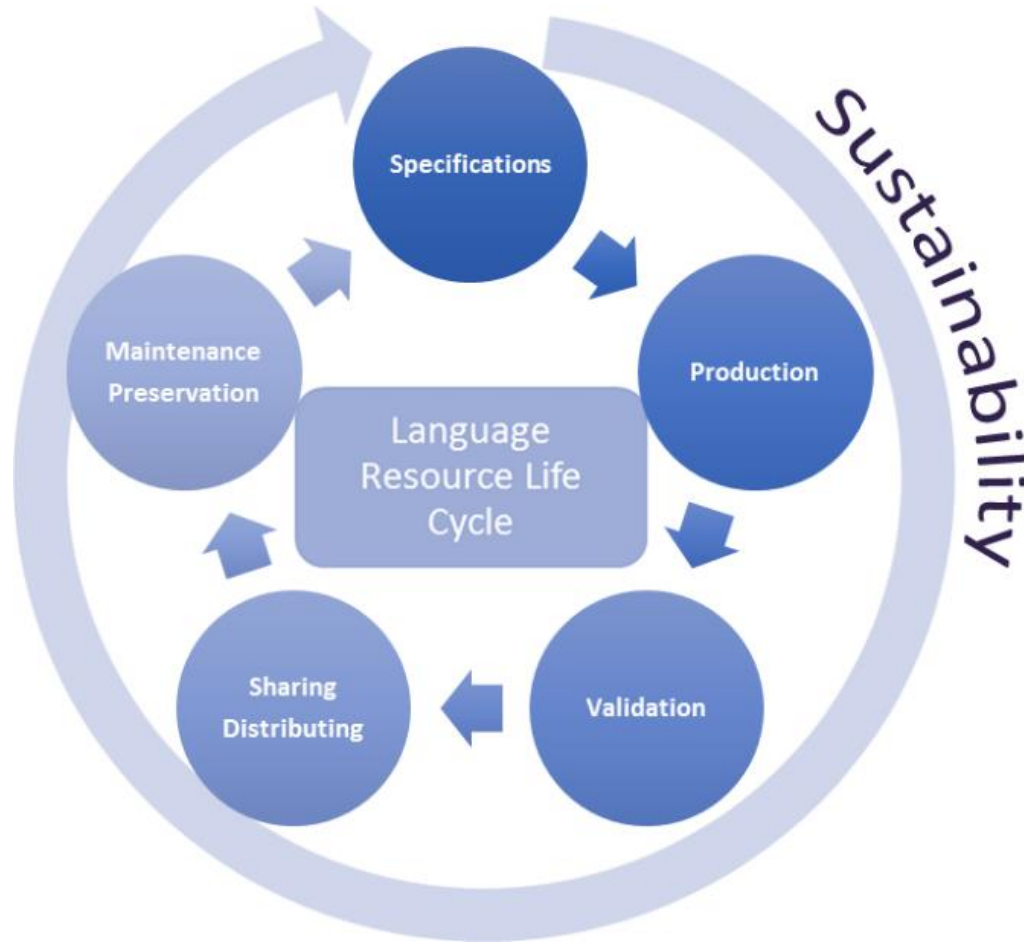 Specifications
Sustainability
Production
Validation
Sharing
Distributing
Maintenance
Preservation
Language
Resource Life
Cycle